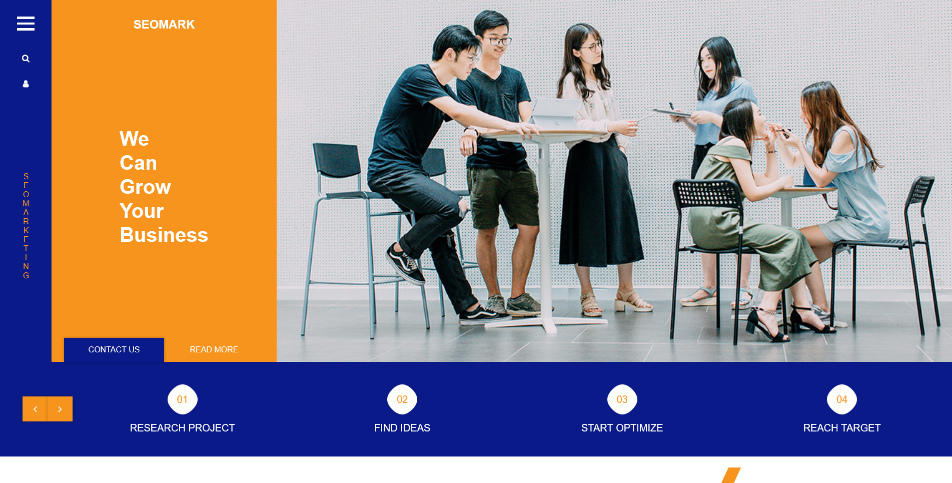 SEOMARK
We
Can
Grow
Your
Business
SEOMARKETING
CONTACT US
READ MORE
01
RESEARCH PROJECT
02
FIND IDEAS
03
START OPTIMIZE
04
REACH TARGET